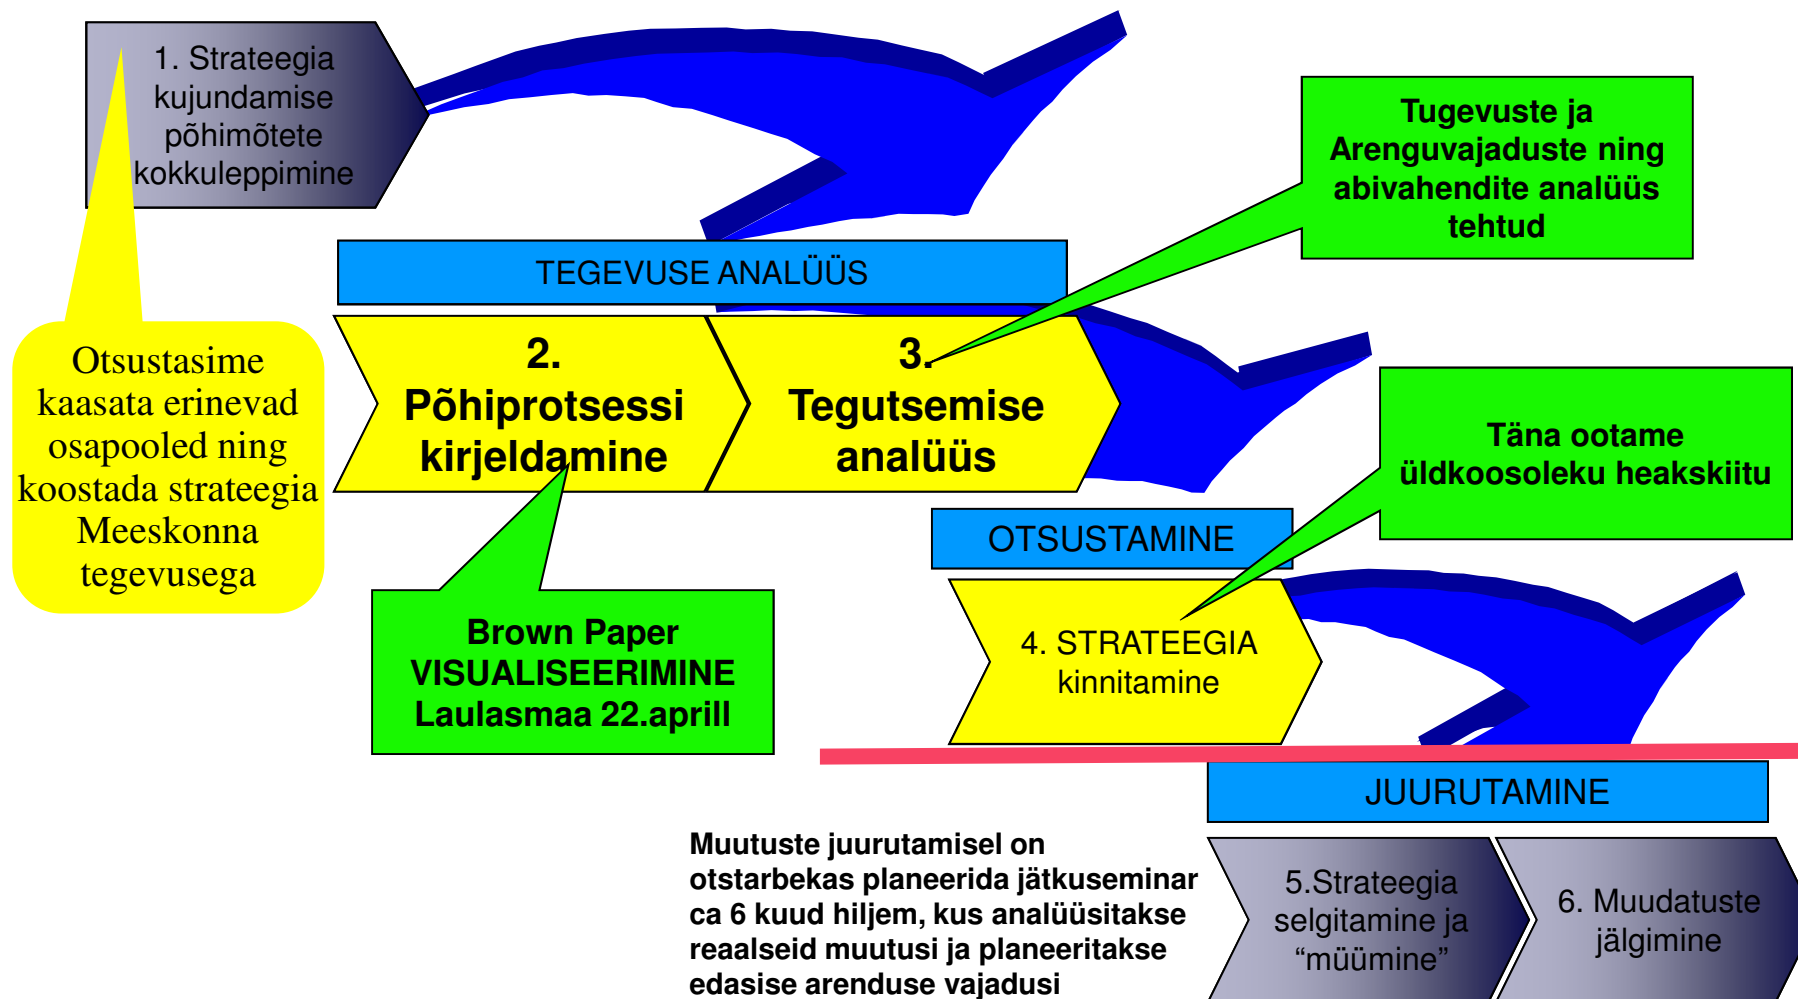 1. Strateegia
kujundamise
põhimõtete
kokkuleppimine
Tugevuste ja
Arenguvajaduste ning
abivahendite analüüs
tehtud
TEGEVUSE ANALÜÜS
Otsustasime
kaasata erinevad
osapooled ning
koostada strateegia
Meeskonna
tegevusega
2.
Põhiprotsessi
kirjeldamine
3.
Tegutsemise
analüüs
Täna ootame
üldkoosoleku heakskiitu
OTSUSTAMINE
Brown Paper
VISUALISEERIMINE
Laulasmaa 22.aprill
4. STRATEEGIA
kinnitamine
JUURUTAMINE
Muutuste juurutamisel on
otstarbekas planeerida jätkuseminar
ca 6 kuud hiljem, kus analüüsitakse
reaalseid muutusi ja planeeritakse
edasise arenduse vajadusi
5.Strateegia
selgitamine ja
“müümine”
6. Muudatuste
jälgimine